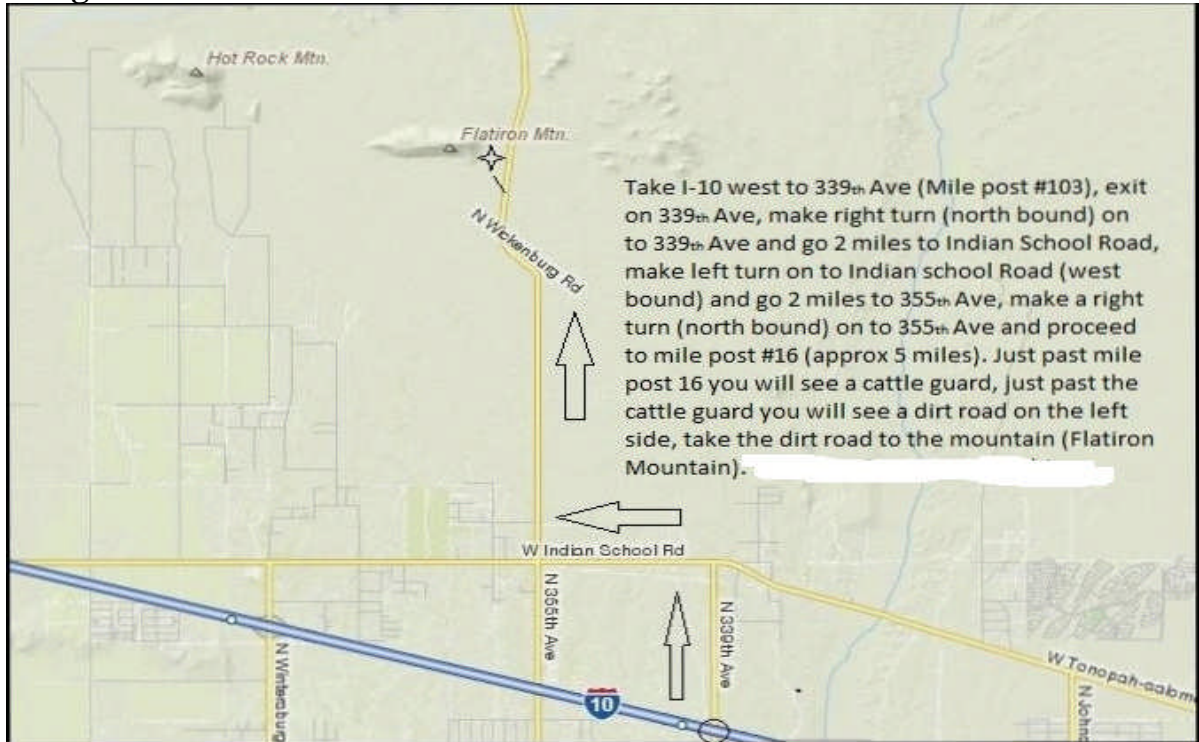 Hot Rock Mtn.
Flatiron Mtn.
Take I-10 west to 339th Ave (Mile post #103), exit
on 339th Ave, make right turn (north bound) on
to 339th Ave and go 2 miles to Indian School Road,
make left turn on to Indian school Road (west
bound) and go 2 miles to 355th Ave, make a right
turn (north bound) on to 355th Ave and proceed
to mile post #16 (approx 5 miles). Just past mile
post 16 you will see a cattle guard, just past the
cattle guard you will see a dirt road on the left
side, take the dirt road to the mountain (Flatiron
Mountain).
N Wickenburg Rd
W Indian School Rd
N 355th Ave
N 339th Ave
W Tonopah-
10